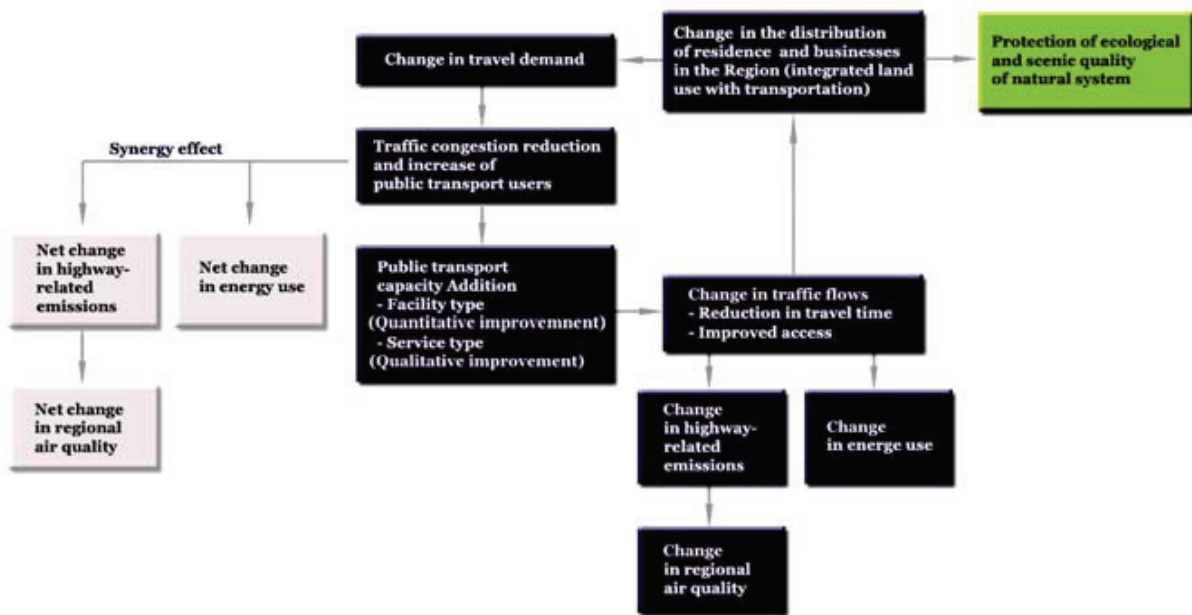 Change in travel demand
Change in the distribution
of residence and businesses
in the Region (integrated land
use with transportation)
Protection of ecological
and scenic quality
of natural system
Synergy effect
Traffic congestion reduction
and increase of
public transport users
Net change
in highway-
related
emissions
Net change
in energy use
Public transport
capacity Addition
- Facility type
(Quantitative improvemnent)
- Service type
(Qualitative improvement)
Change in traffic flows
- Reduction in travel time
- Improved access
Net change
in regional
air quality
Change
in highway-
related
emissions
Change
in energe use
Change
in regional
air quality